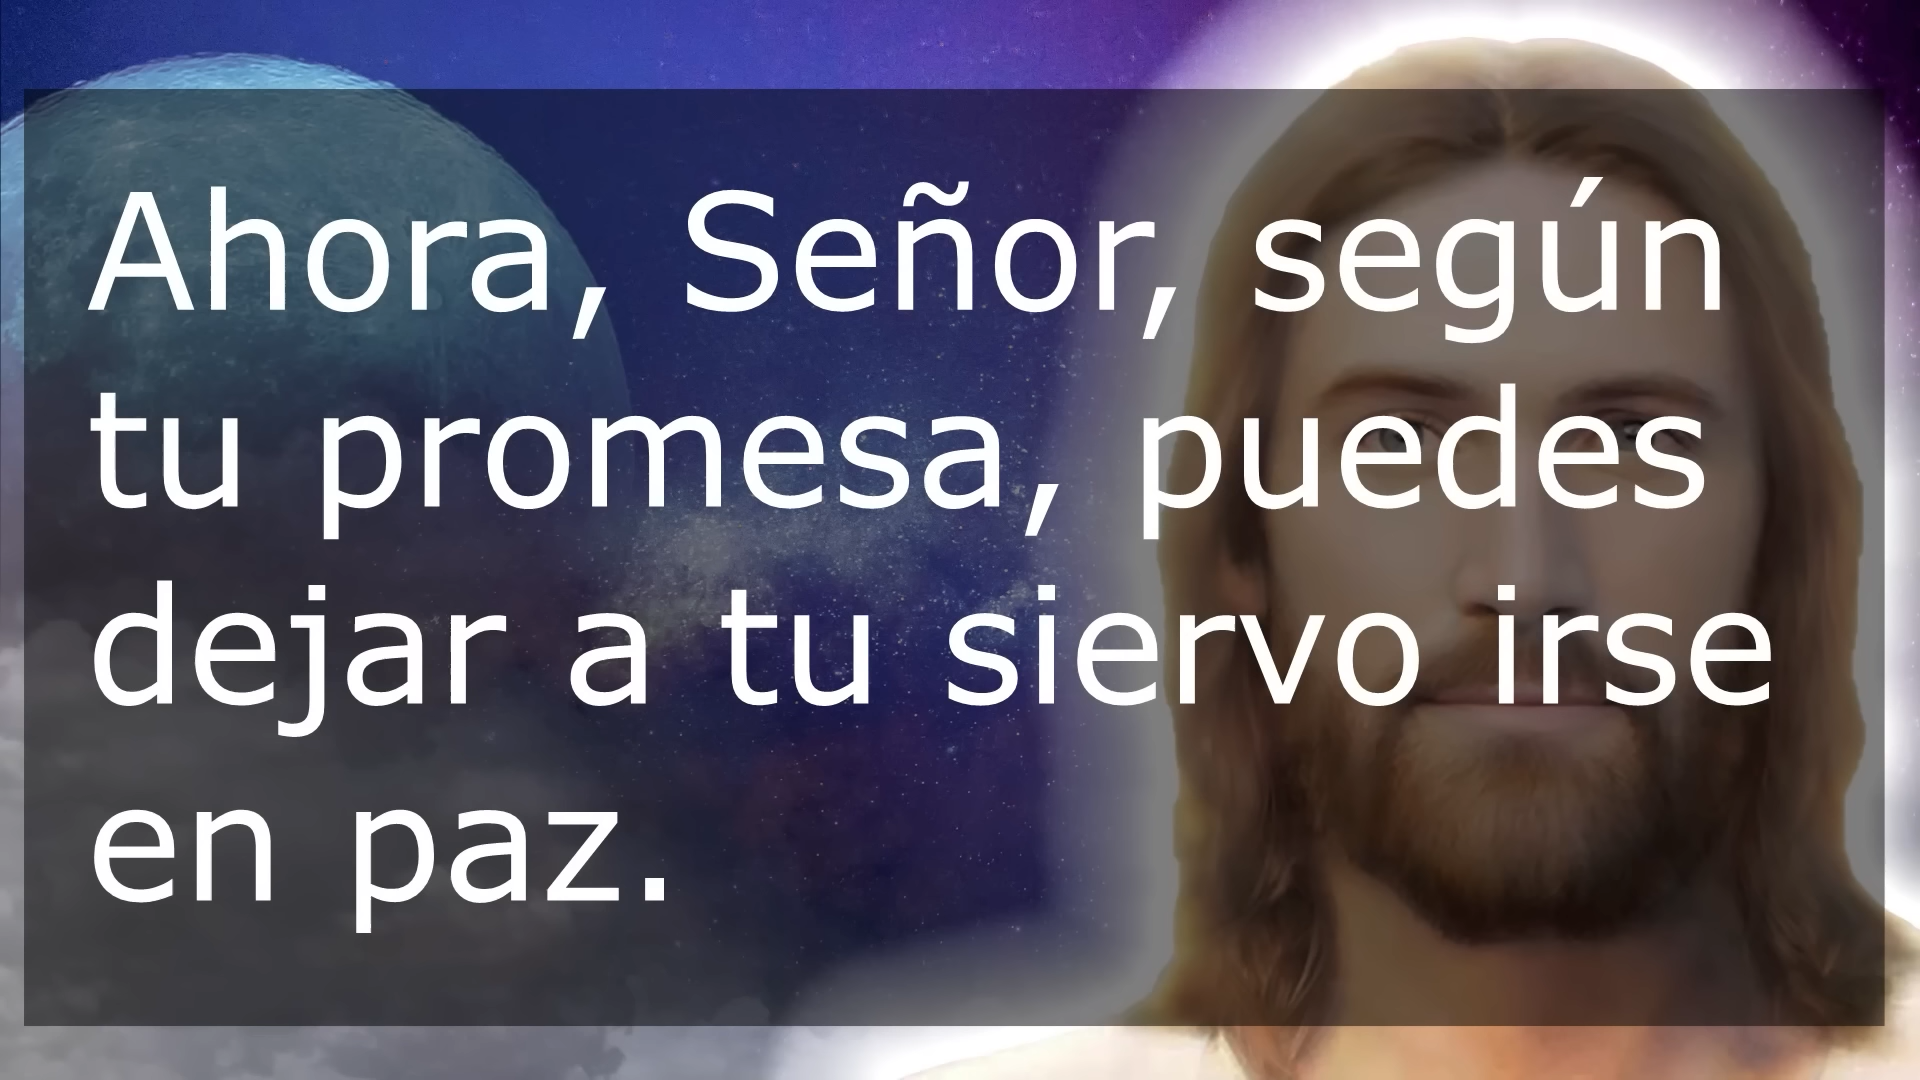 Ahora, Señor, según
tu promesa, puedes
dejar a tu siervo irse
en paz.